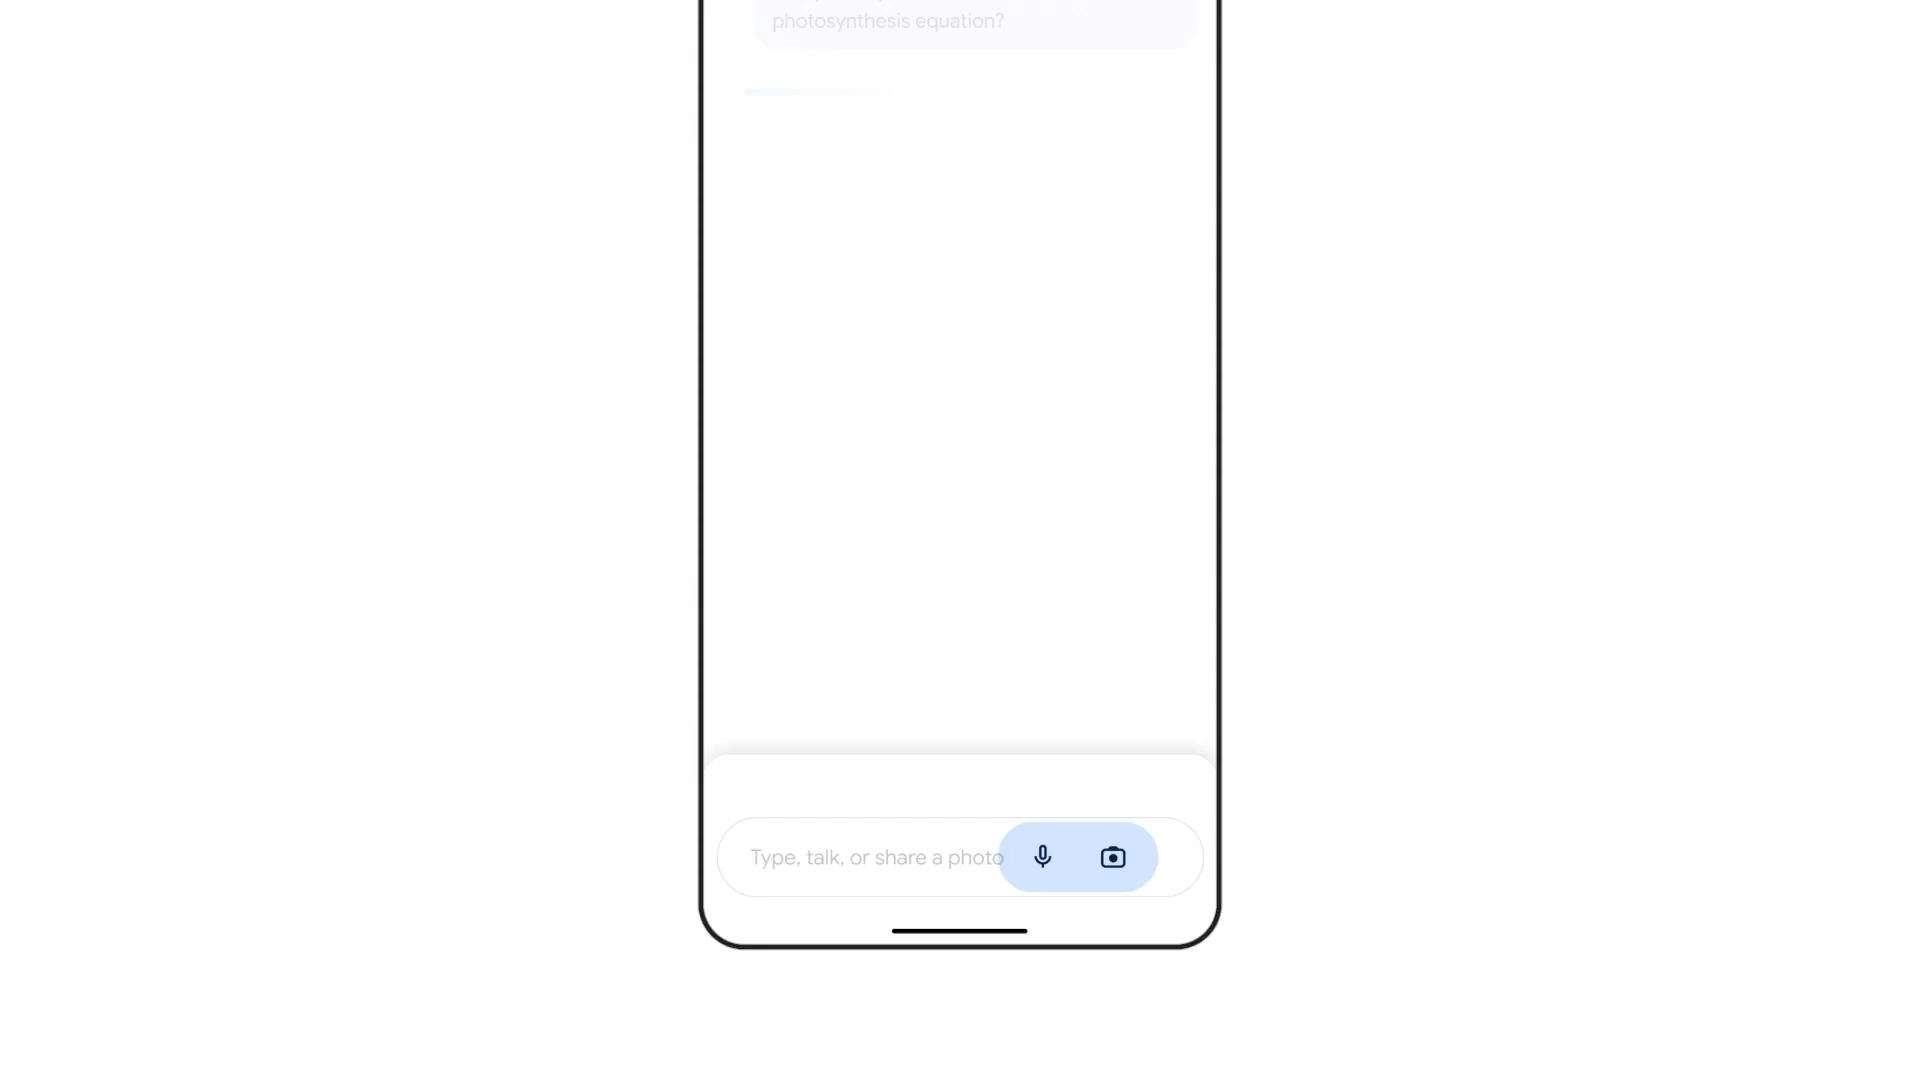 photosynthesis equation?
Type, talk, or share a photo